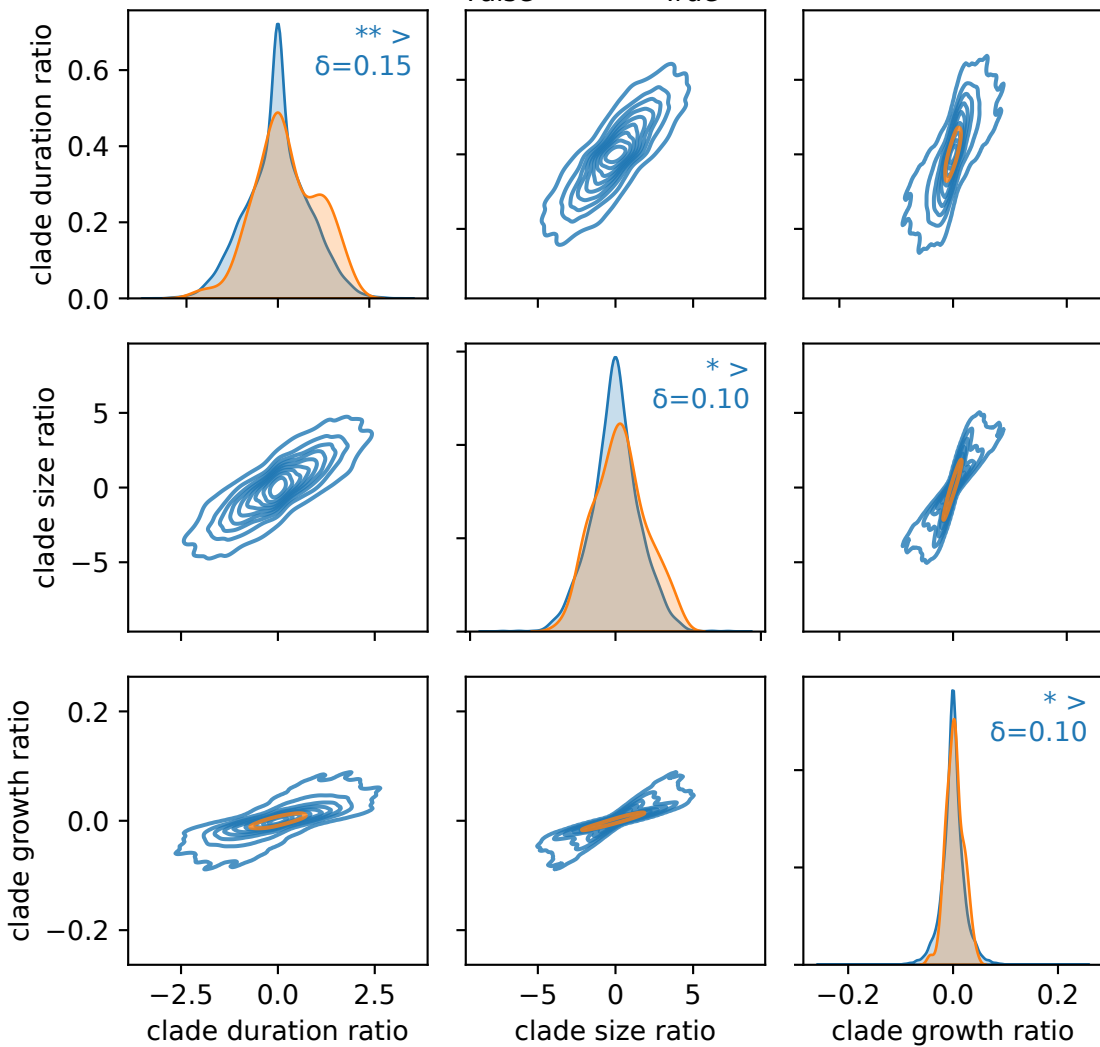 ** >
δ=0.15
clade duration ratio
0.6
0.4
0.2
0.0
* >
δ=0.10
clade size ratio
5
0
−5
* >
δ=0.10
clade growth ratio
0.2
0.0
−0.2
−2.5 0.0 2.5
−5 0 5
−0.2 0.0 0.2
clade duration ratio
clade size ratio
clade growth ratio